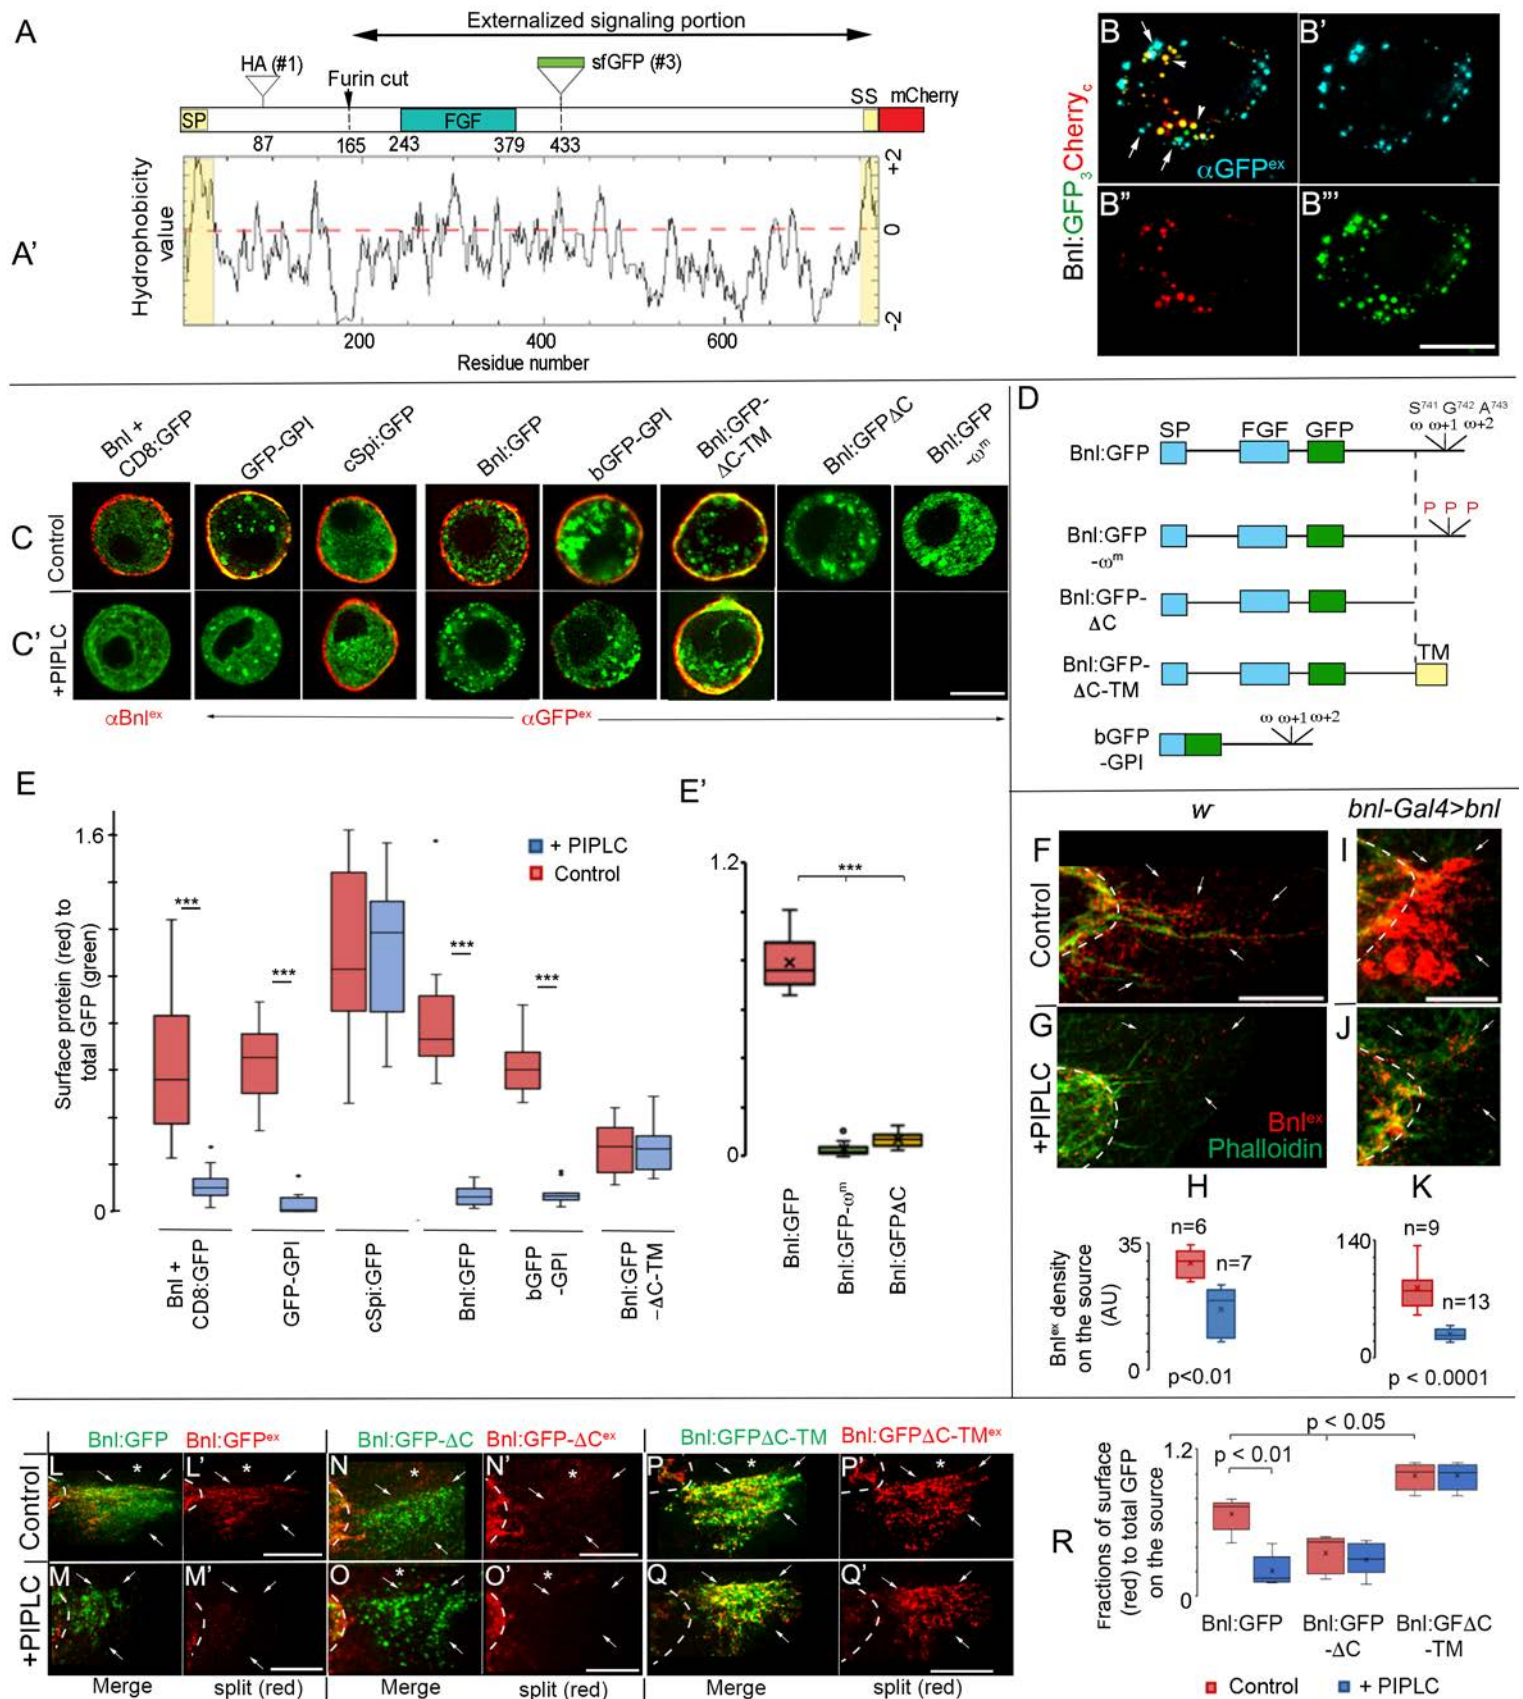 A
Externalized signaling portion
HA (#1)
Furin cut
sfGFP (#3)
SS mCherry
SP
FGF
87 165 243 379 433
A'
Hydrophobicity
value
+2
0
-2
200 400 600
Residue number
B
B'
B''
B'''
αGFPᵉˣ
Bnl:GFP₃Cherry꜀
C
C'
Control
+PIPLC
Bnl +
CD8:GFP
GFP-GPI
cSpi:GFP
Bnl:GFP
bGFP-GPI
Bnl:GFP-
ΔC-TM
Bnl:GFPΔC
Bnl:GFP
-ωᵐ
αBnlᵉˣ
αGFPᵉˣ
D
S⁷⁴¹ G⁷⁴² A⁷⁴³
SP FGF GFP ω ω+1 ω+2
Bnl:GFP
P P P
Bnl:GFP
-ωᵐ
Bnl:GFP-
ΔC
TM
Bnl:GFP-
ΔC-TM
ω ω+1 ω+2
bGFP
-GPI
E
Surface protein (red) to
total GFP (green)
1.6
0
+ PIPLC
Control
***
***
***
***
Bnl +
CD8:GFP
GFP-GPI
cSpi:GFP
Bnl:GFP
bGFP
-GPI
Bnl:GFP
-ΔC-TM
E'
1.2
0
***
Bnl:GFP
Bnl:GFP-ωᵐ
Bnl:GFPΔC
w⁻
bnl-Gal4>bnl
F
I
Control
G
J
+PIPLC
Bnlᵉˣ
Phalloidin
H
K
Bnlᵉˣ density
on the source
(AU)
35
0
n=6
n=7
p<0.01
140
0
n=9
n=13
p < 0.0001
Bnl:GFP
Bnl:GFPᵉˣ
Bnl:GFP-ΔC
Bnl:GFP-ΔCᵉˣ
Bnl:GFPΔC-TM
Bnl:GFPΔC-TMᵉˣ
Control
L
*
L'
*
N
*
N'
*
P
*
P'
*
+PIPLC
M
M'
O
*
O'
*
Q
Q'
Merge
split (red)
Merge
split (red)
Merge
split (red)
R
Fractions of surface
(red) to total GFP
on the source
1.2
0
p < 0.05
p < 0.01
Bnl:GFP
Bnl:GFP
-ΔC
Bnl:GFΔC
-TM
Control
+ PIPLC